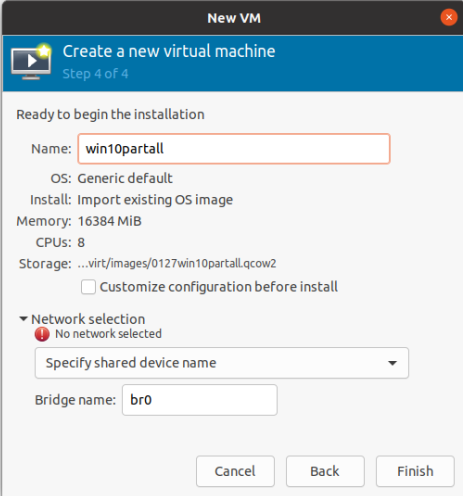 New VM
Create a new virtual machine
Step 4 of 4
Ready to begin the installation
Name: win10partall
OS: Generic default
Install: Import existing OS image
Memory: 16384 MiB
CPUs: 8
Storage: ...virt/images/0127win10partall.qcow2
Customize configuration before install
Network selection
No network selected
Specify shared device name
Bridge name: br0
Cancel Back Finish